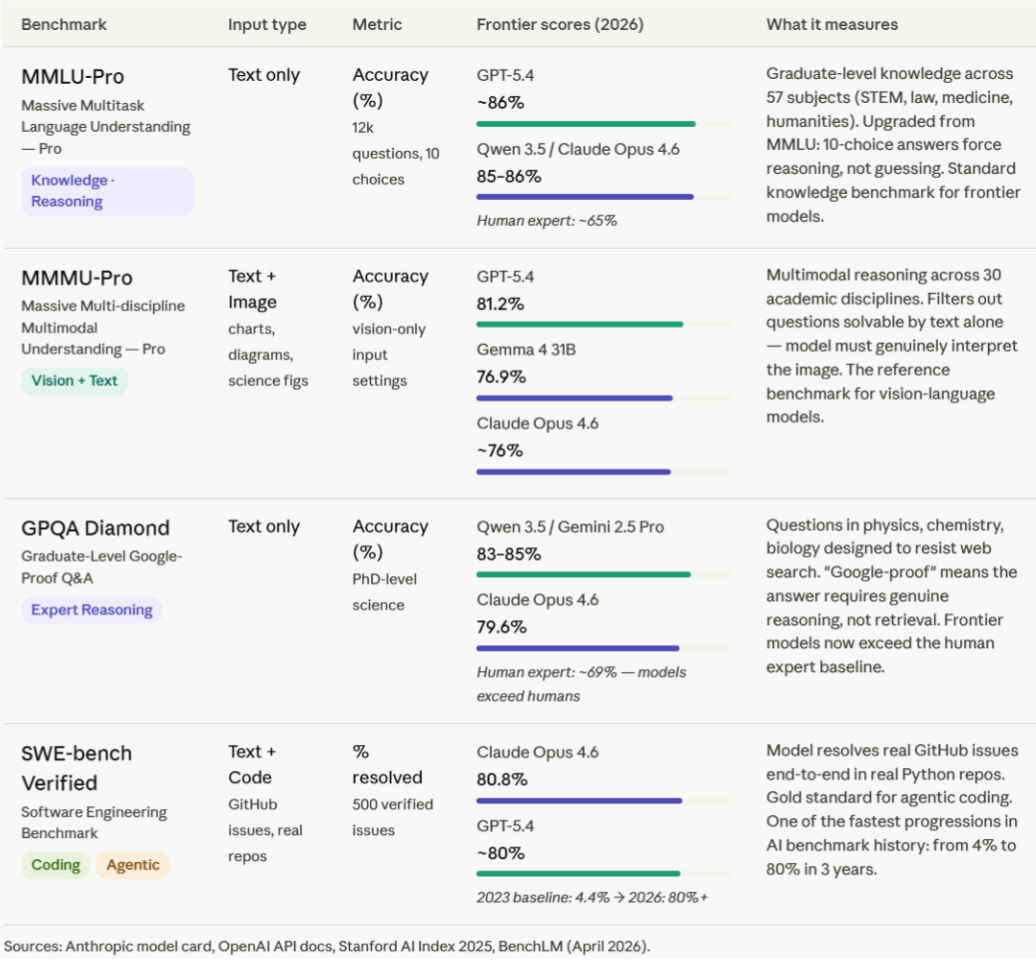 Benchmark
Input type
Metric
Frontier scores (2026)
What it measures
MMLU-Pro
Massive Multitask
Language Understanding
— Pro
Knowledge ·
Reasoning
Text only
Accuracy
(%)
12k
questions, 10
choices
GPT-5.4
~86%
Qwen 3.5 / Claude Opus 4.6
85–86%
Human expert: ~65%
Graduate-level knowledge across
57 subjects (STEM, law, medicine,
humanities). Upgraded from
MMLU: 10-choice answers force
reasoning, not guessing. Standard
knowledge benchmark for frontier
models.
MMMU-Pro
Massive Multi-discipline
Multimodal
Understanding — Pro
Vision + Text
Text +
Image
charts,
diagrams,
science figs
Accuracy
(%)
vision-only
input
settings
GPT-5.4
81.2%
Gemma 4 31B
76.9%
Claude Opus 4.6
~76%
Multimodal reasoning across 30
academic disciplines. Filters out
questions solvable by text alone
— model must genuinely interpret
the image. The reference
benchmark for vision-language
models.
GPQA Diamond
Graduate-Level Google-
Proof Q&A
Expert Reasoning
Text only
Accuracy
(%)
PhD-level
science
Qwen 3.5 / Gemini 2.5 Pro
83–85%
Claude Opus 4.6
79.6%
Human expert: ~69% — models
exceed humans
Questions in physics, chemistry,
biology designed to resist web
search. "Google-proof" means the
answer requires genuine
reasoning, not retrieval. Frontier
models now exceed the human
expert baseline.
SWE-bench
Verified
Software Engineering
Benchmark
Coding
Agentic
Text +
Code
GitHub
issues, real
repos
%
resolved
500 verified
issues
Claude Opus 4.6
80.8%
GPT-5.4
~80%
2023 baseline: 4.4% → 2026: 80%+
Model resolves real GitHub issues
end-to-end in real Python repos.
Gold standard for agentic coding.
One of the fastest progressions in
AI benchmark history: from 4% to
80% in 3 years.
Sources: Anthropic model card, OpenAI API docs, Stanford AI Index 2025, BenchLM (April 2026).